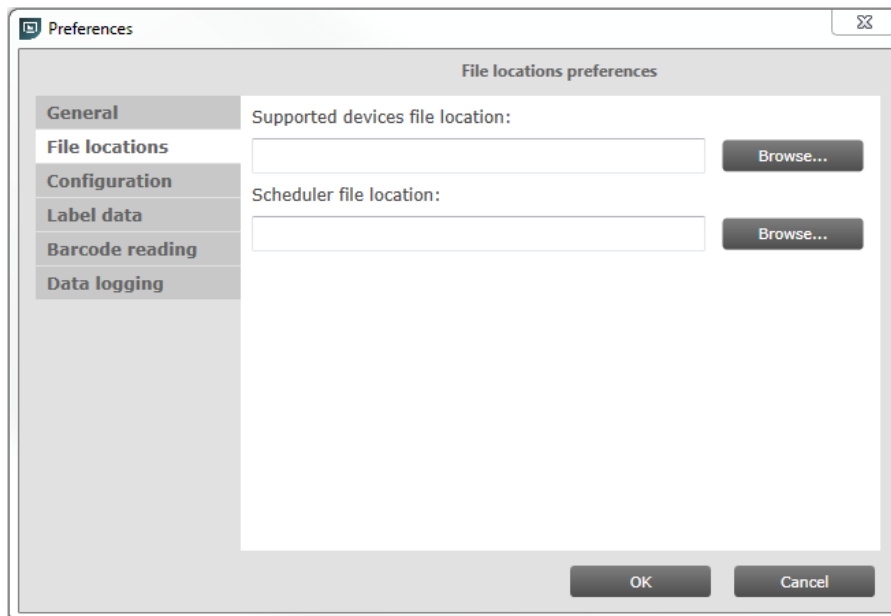 Preferences
File locations preferences
General
File locations
Configuration
Label data
Barcode reading
Data logging
Supported devices file location:
Browse...
Scheduler file location:
Browse...
OK
Cancel